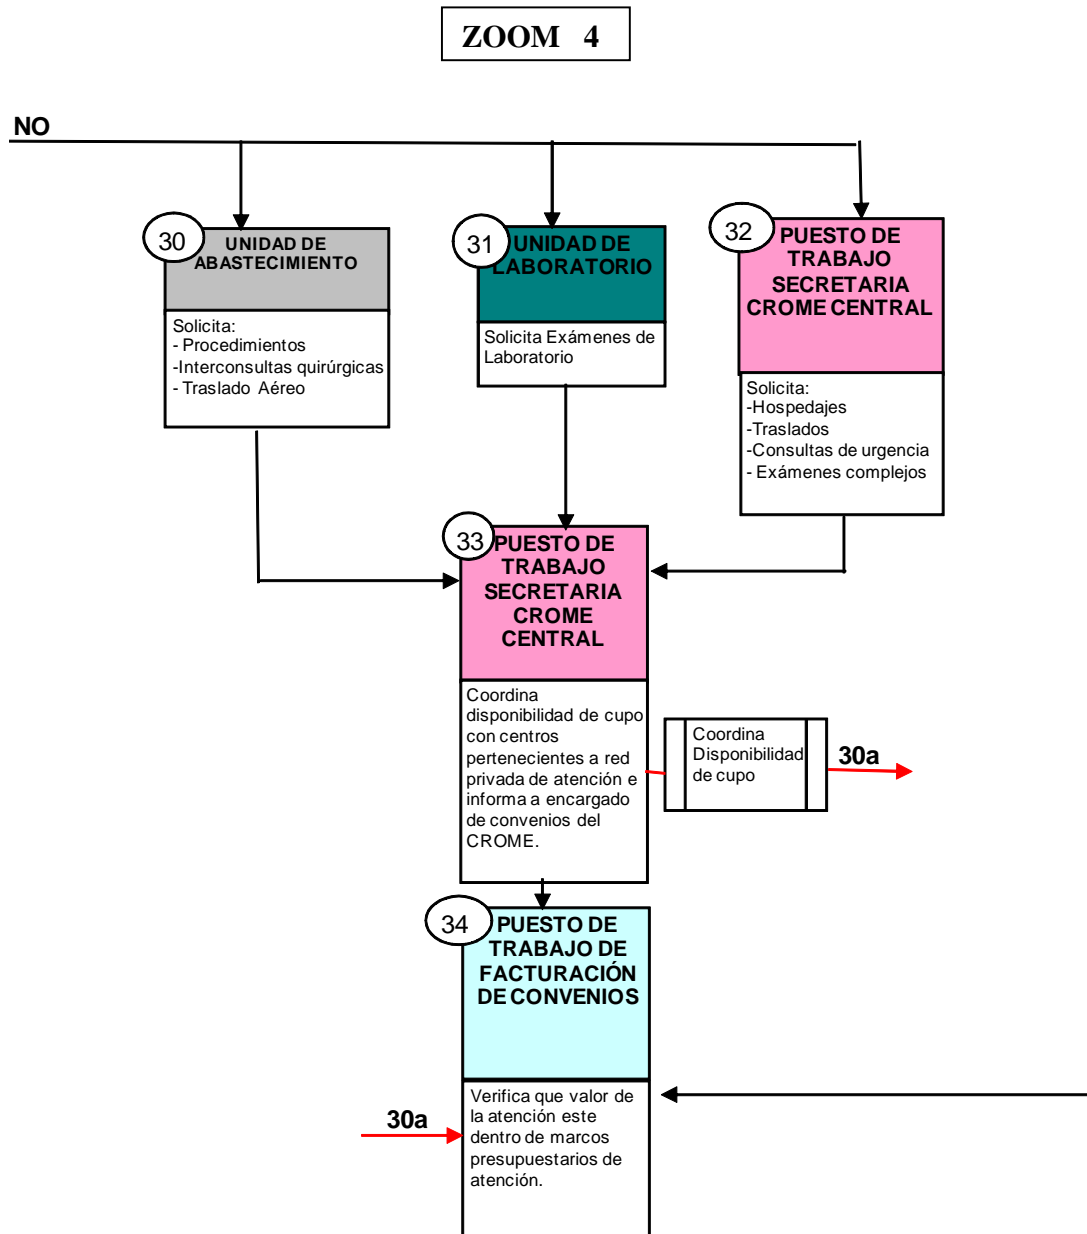 ZOOM 4
NO
30
UNIDAD DE
ABASTECIMIENTO
Solicita:
- Procedimientos
-Interconsultas quirúrgicas
- Traslado Aéreo
31
UNIDAD DE
LABORATORIO
Solicita Exámenes de
Laboratorio
32
PUESTO DE
TRABAJO
SECRETARIA
CROME CENTRAL
Solicita:
-Hospedajes
-Traslados
-Consultas de urgencia
- Exámenes complejos
33
PUESTO DE
TRABAJO
SECRETARIA
CROME
CENTRAL
Coordina
disponibilidad de cupo
con centros
pertenecientes a red
privada de atención e
informa a encargado
de convenios del
CROME.
Coordina
Disponibilidad
de cupo
30a
34
PUESTO DE
TRABAJO DE
FACTURACIÓN
DE CONVENIOS
30a
Verifica que valor de
la atención este
dentro de marcos
presupuestarios de
atención.